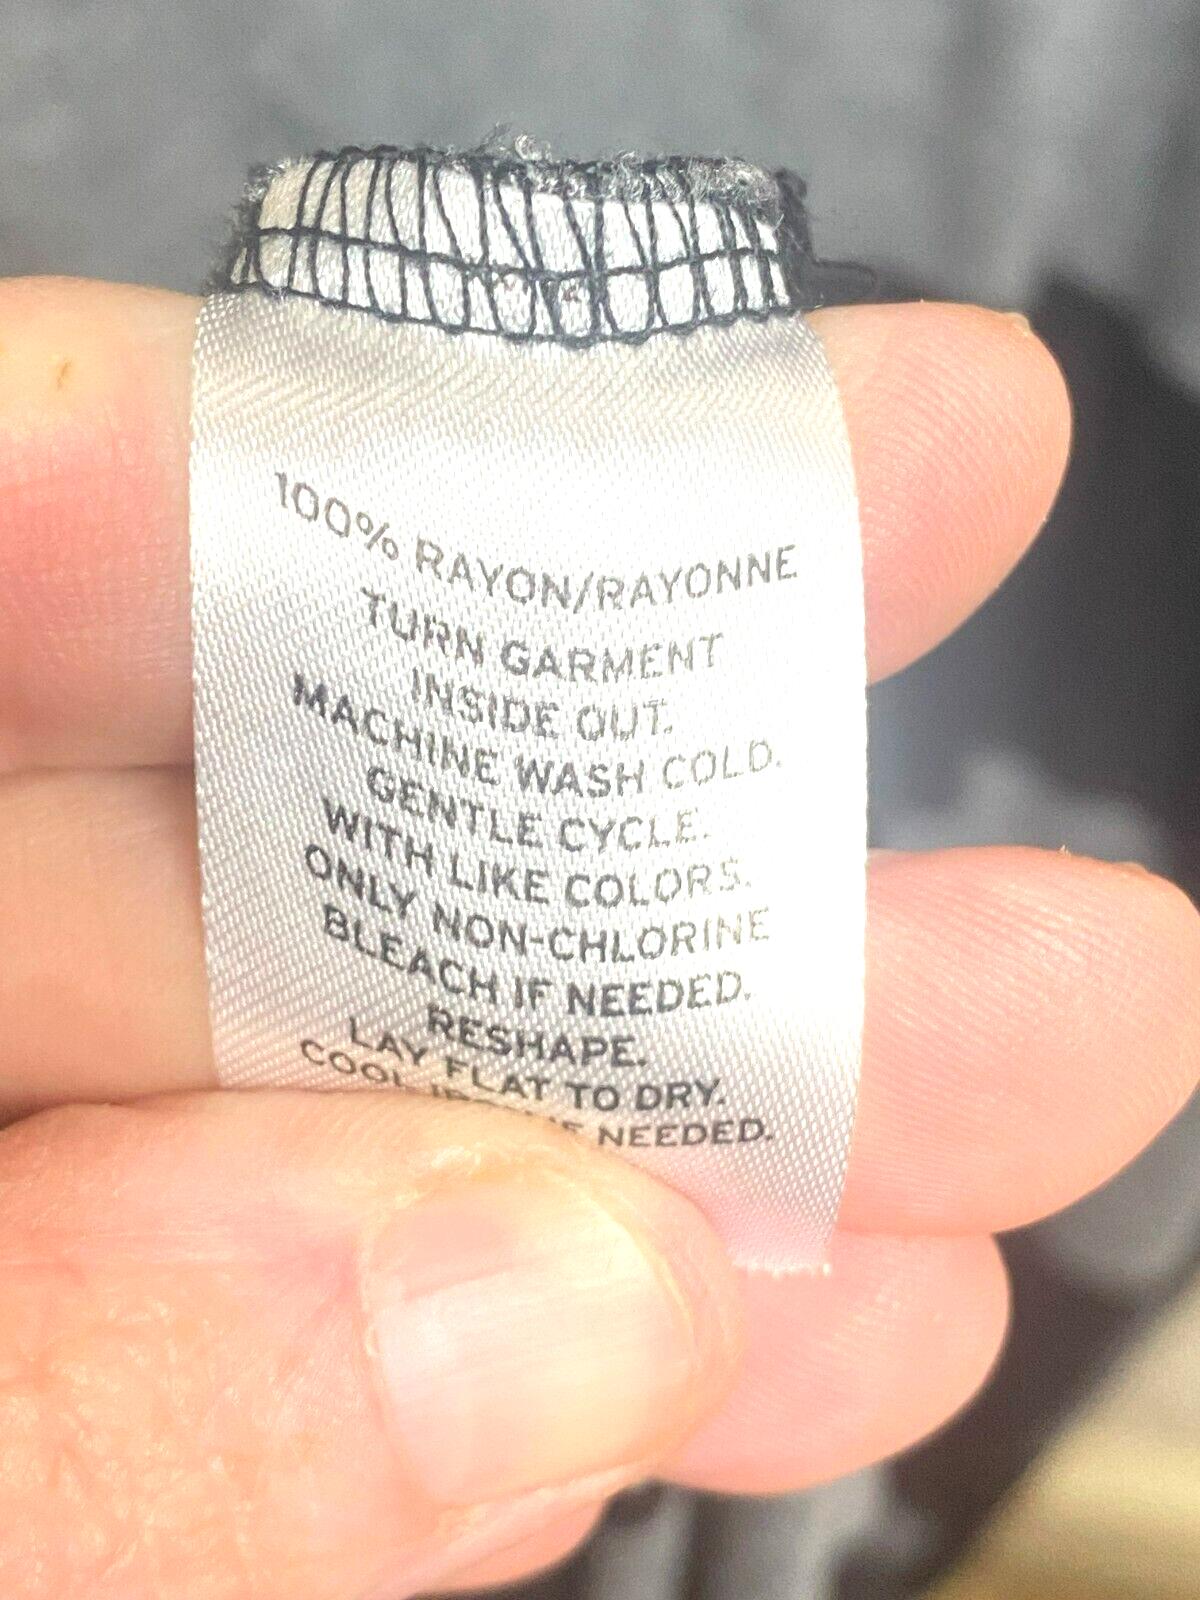 100% RAYON/RAYONNE
TURN GARMENT
INSIDE OUT.
MACHINE WASH COLD.
GENTLE CYCLE.
WITH LIKE COLORS.
ONLY NON-CHLORINE
BLEACH IF NEEDED.
RESHAPE.
LAY FLAT TO DRY.
COOL NEEDED.